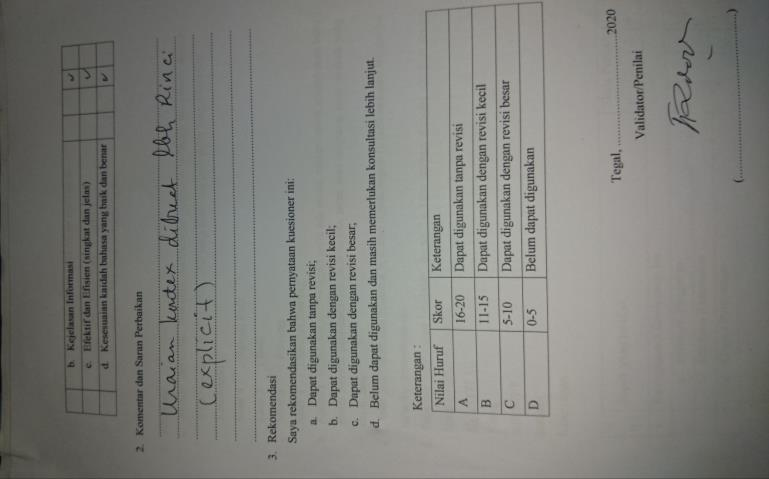 b. Kejelasan Informasi ✓
c. Efektif dan Efisien (singkat dan jelas) ✓
d. Kesesuaian kaidah bahasa yang baik dan benar ✓
2. Komentar dan Saran Perbaikan
Uraian kontex dibuat lbh Rinci
(explicit)
3. Rekomendasi
Saya rekomendasikan bahwa pernyataan kuesioner ini:
a. Dapat digunakan tanpa revisi;
b. Dapat digunakan dengan revisi kecil;
c. Dapat digunakan dengan revisi besar;
d. Belum dapat digunakan dan masih memerlukan konsultasi lebih lanjut.
Keterangan :
Nilai Huruf Skor Keterangan
A 16-20 Dapat digunakan tanpa revisi
B 11-15 Dapat digunakan dengan revisi kecil
C 5-10 Dapat digunakan dengan revisi besar
D 0-5 Belum dapat digunakan
Tegal, ..............................2020
Validator/Penilai
(........................................)